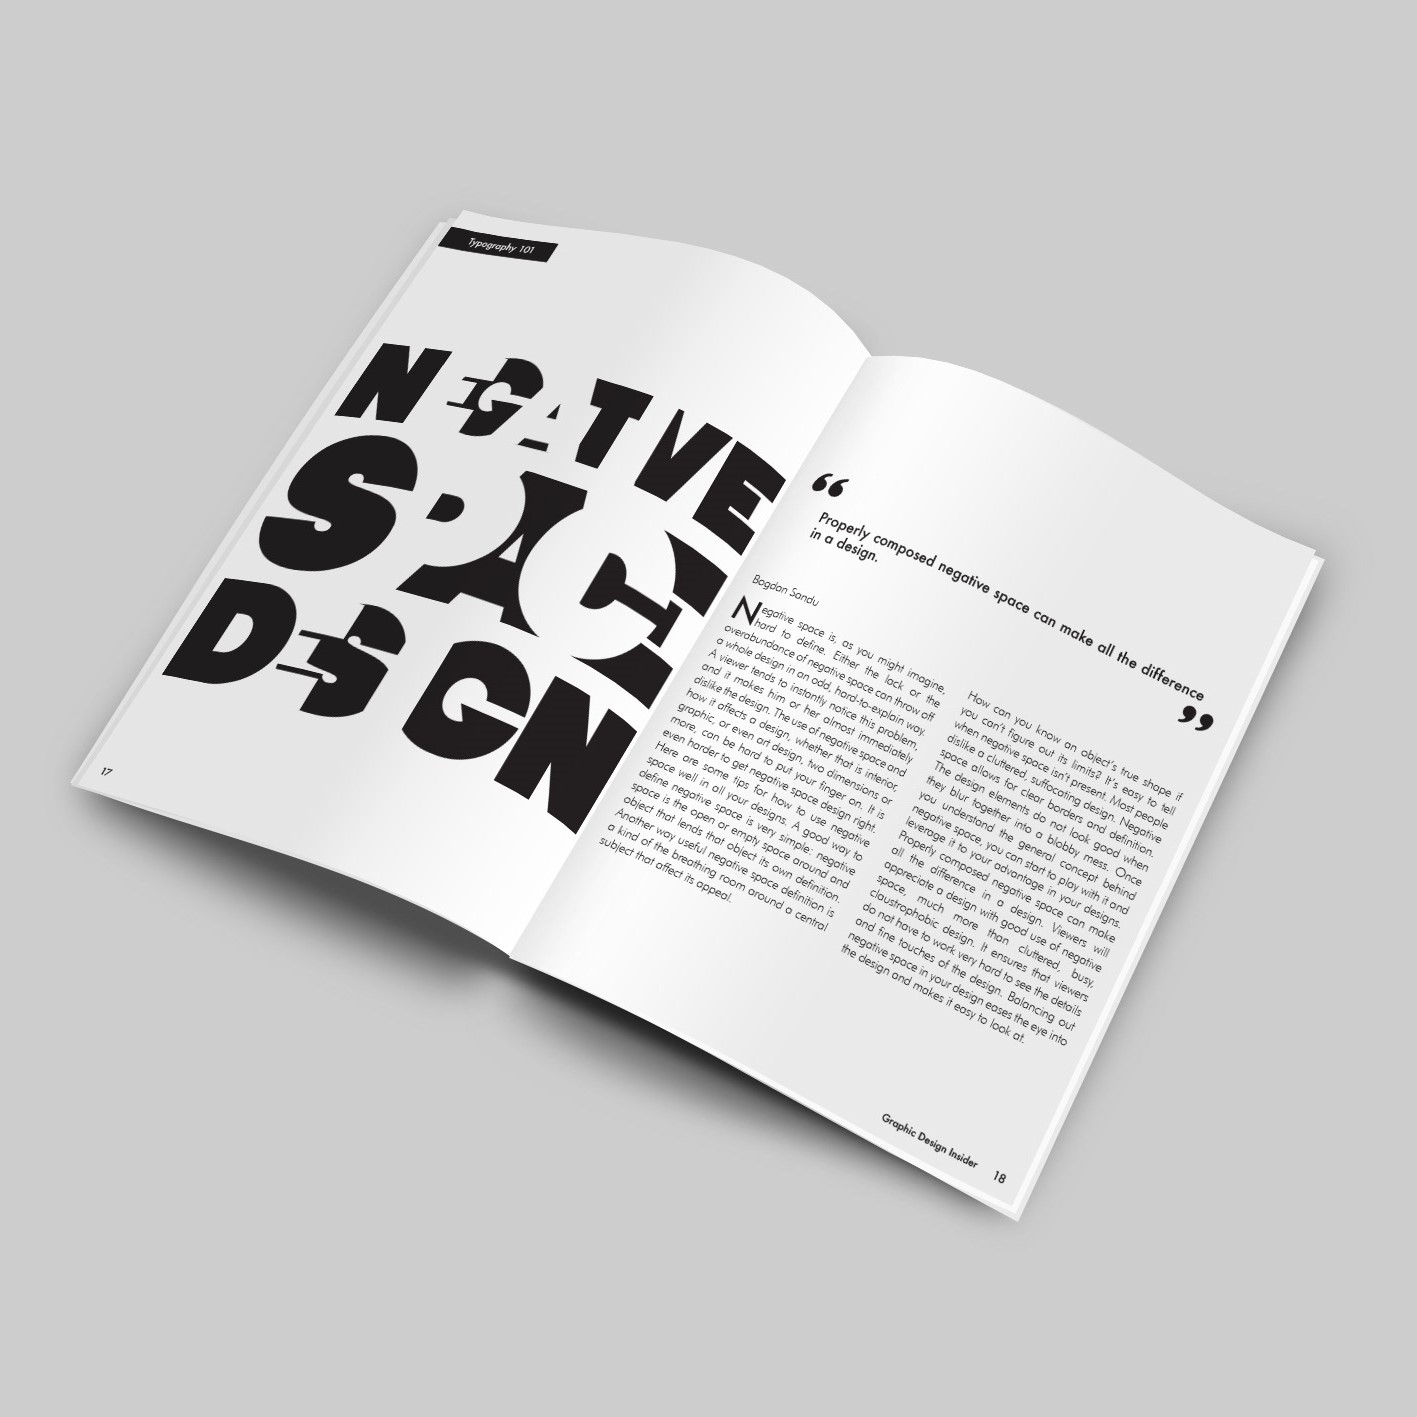 Typography 101
NEGATIVE
SPACE
DESIGN
17
“
Properly composed negative space can make all the difference
in a design.
”
Bogdan Sandu
Negative space is, as you might imagine,
hard to define. Either the lack or the
overabundance of negative space can throw off
a whole design in an odd, hard-to-explain way.
A viewer tends to instantly notice this problem,
and it makes him or her almost immediately
dislike the design. The use of negative space and
how it affects a design, whether that is interior,
graphic, or even art design, two dimensions or
more, can be hard to put your finger on. It is
even harder to get negative space design right.
Here are some tips for how to use negative
space well in all your designs. A good way to
define negative space is very simple: negative
space is the open or empty space around and
object that lends that object its own definition.
Another way useful negative space definition is
a kind of the breathing room around a central
subject that affect its appeal.
How can you know an object’s true shape if
you can’t figure out its limits? It’s easy to tell
when negative space isn’t present. Most people
dislike a cluttered, suffocating design. Negative
space allows for clear borders and definition.
The design elements do not look good when
they blur together into a blobby mess. Once
you understand the general concept behind
negative space, you can start to play with it and
leverage it to your advantage in your designs.
Properly composed negative space can make
all the difference in a design. Viewers will
appreciate a design with good use of negative
space, much more than cluttered, busy,
claustrophobic design. It ensures that viewers
do not have to work very hard to see the details
and fine touches of the design. Balancing out
negative space in your design eases the eye into
the design and makes it easy to look at.
Graphic Design Insider 18